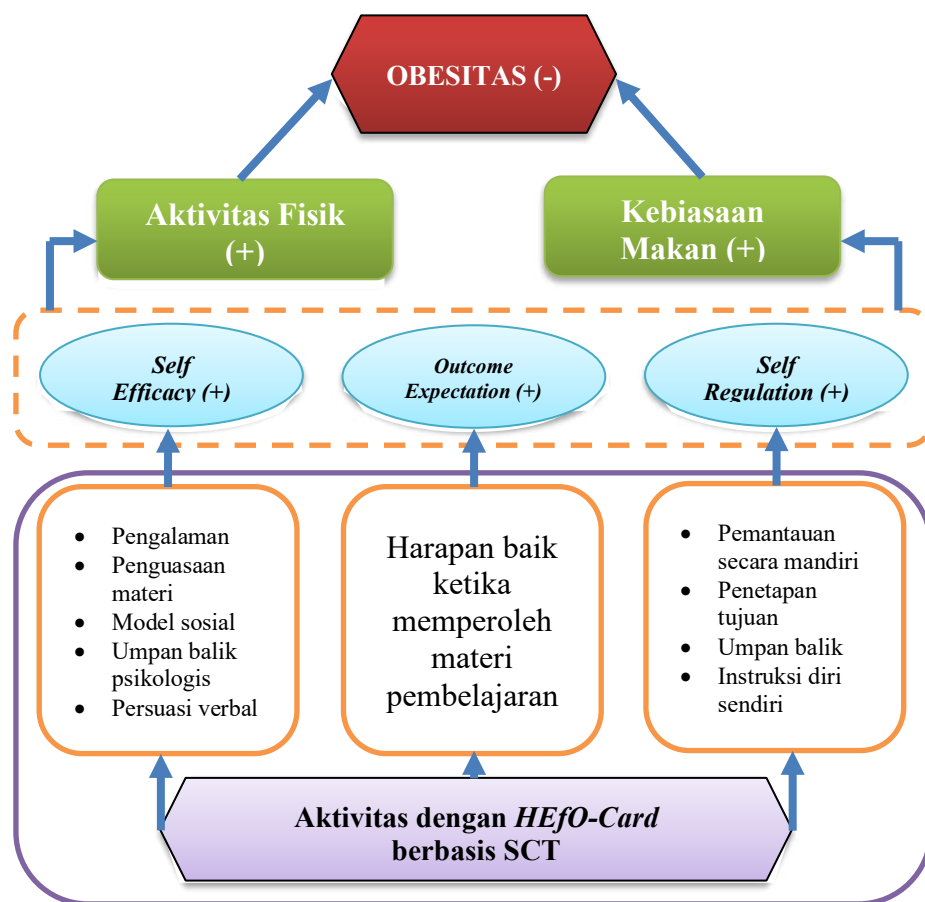 OBESITAS (-)
Aktivitas Fisik
(+)
Kebiasaan
Makan (+)
Self
Efficacy (+)
Outcome
Expectation (+)
Self
Regulation (+)
• Pengalaman
• Penguasaan
materi
• Model sosial
• Umpan balik
psikologis
• Persuasi verbal
Harapan baik
ketika
memperoleh
materi
pembelajaran
• Pemantauan
secara mandiri
• Penetapan
tujuan
• Umpan balik
• Instruksi diri
sendiri
Aktivitas dengan HEfO-Card
berbasis SCT